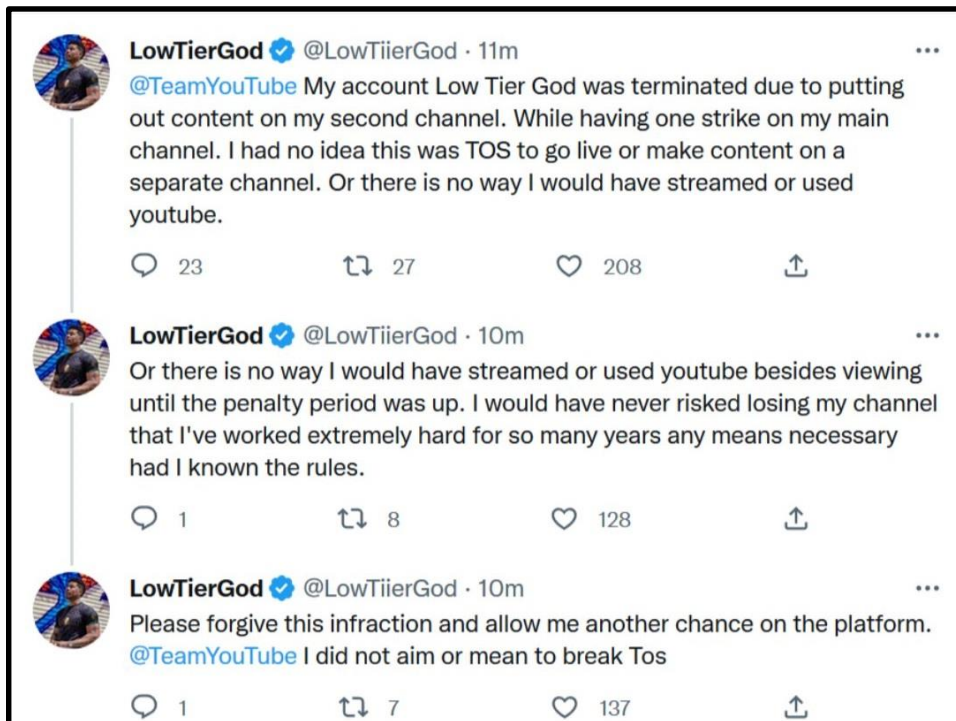 LowTierGod @LowTiierGod · 11m
@TeamYouTube My account Low Tier God was terminated due to putting
out content on my second channel. While having one strike on my main
channel. I had no idea this was TOS to go live or make content on a
separate channel. Or there is no way I would have streamed or used
youtube.
23 27 208
LowTierGod @LowTiierGod · 10m
Or there is no way I would have streamed or used youtube besides viewing
until the penalty period was up. I would have never risked losing my channel
that I've worked extremely hard for so many years any means necessary
had I known the rules.
1 8 128
LowTierGod @LowTiierGod · 10m
Please forgive this infraction and allow me another chance on the platform.
@TeamYouTube I did not aim or mean to break Tos
1 7 137